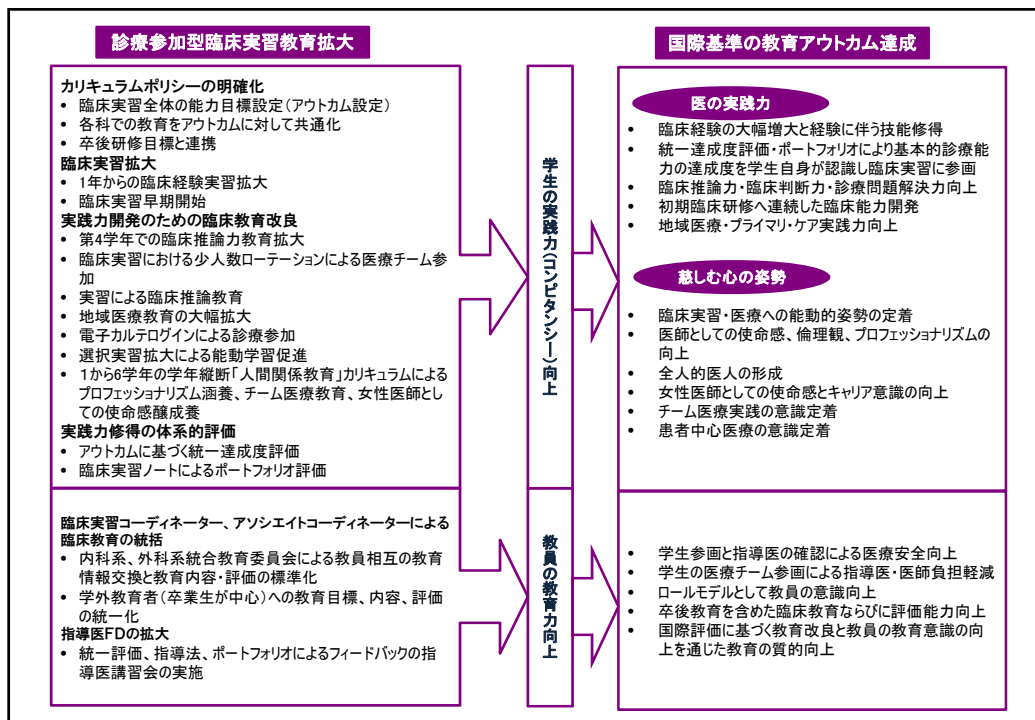 診療参加型臨床実習教育拡大
カリキュラムポリシーの明確化
• 臨床実習全体の能力目標設定(アウトカム設定)
• 各科での教育をアウトカムに対して共通化
• 卒後研修目標と連携
臨床実習拡大
• 1年からの臨床経験実習拡大
• 臨床実習早期開始
実践力開発のための臨床教育改良
• 第4学年での臨床推論力教育拡大
• 臨床実習における少人数ローテーションによる医療チーム参
加
• 実習による臨床推論教育
• 地域医療教育の大幅拡大
• 電子カルテログインによる診療参加
• 選択実習拡大による能動学習促進
• 1から6学年の学年縦断「人間関係教育」カリキュラムによる
プロフェッショナリズム涵養、チーム医療教育、女性医師とし
ての使命感醸成養
実践力修得の体系的評価
• アウトカムに基づく統一達成度評価
• 臨床実習ノートによるポートフォリオ評価
臨床実習コーディネーター、アソシエイトコーディネーターによる
臨床教育の統括
• 内科系、外科系統合教育委員会による教員相互の教育
情報交換と教育内容・評価の標準化
• 学外教育者(卒業生が中心)への教育目標、内容、評価
の統一化
指導医FDの拡大
• 統一評価、指導法、ポートフォリオによるフィードバックの指
導医講習会の実施
学生の実践力(コンピタンシー)向上
教員の教育力向上
国際基準の教育アウトカム達成
医の実践力
• 臨床経験の大幅増大と経験に伴う技能修得
• 統一達成度評価・ポートフォリオにより基本的診療能
力の達成度を学生自身が認識し臨床実習に参画
• 臨床推論力・臨床判断力・診療問題解決力向上
• 初期臨床研修へ連続した臨床能力開発
• 地域医療・プライマリ・ケア実践力向上
慈しむ心の姿勢
• 臨床実習・医療への能動的姿勢の定着
• 医師としての使命感、倫理観、プロフェッショナリズムの
向上
• 全人的医人の形成
• 女性医師としての使命感とキャリア意識の向上
• チーム医療実践の意識定着
• 患者中心医療の意識定着
• 学生参画と指導医の確認による医療安全向上
• 学生の医療チーム参画による指導医・医師負担軽減
• ロールモデルとして教員の意識向上
• 卒後教育を含めた臨床教育ならびに評価能力向上
• 国際評価に基づく教育改良と教員の教育意識の向
上を通じた教育の質的向上